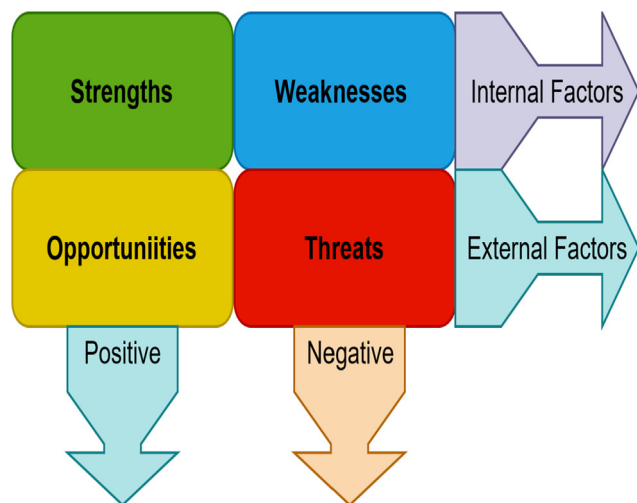 Strengths
Weaknesses
Internal Factors
Opportuniities
Threats
External Factors
Positive
Negative